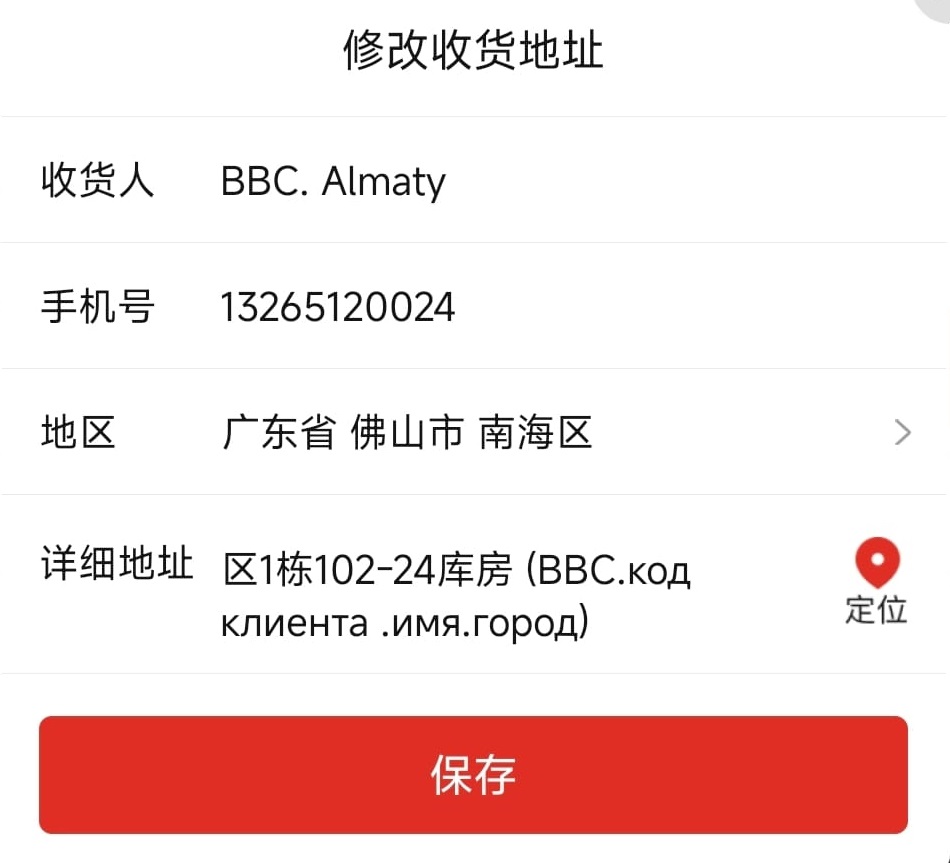 修改收货地址
收货人 BBC. Almaty
手机号 13265120024
地区 广东省 佛山市 南海区
详细地址 区1栋102-24库房 (BBC.код
клиента .имя.город)
定位
保存